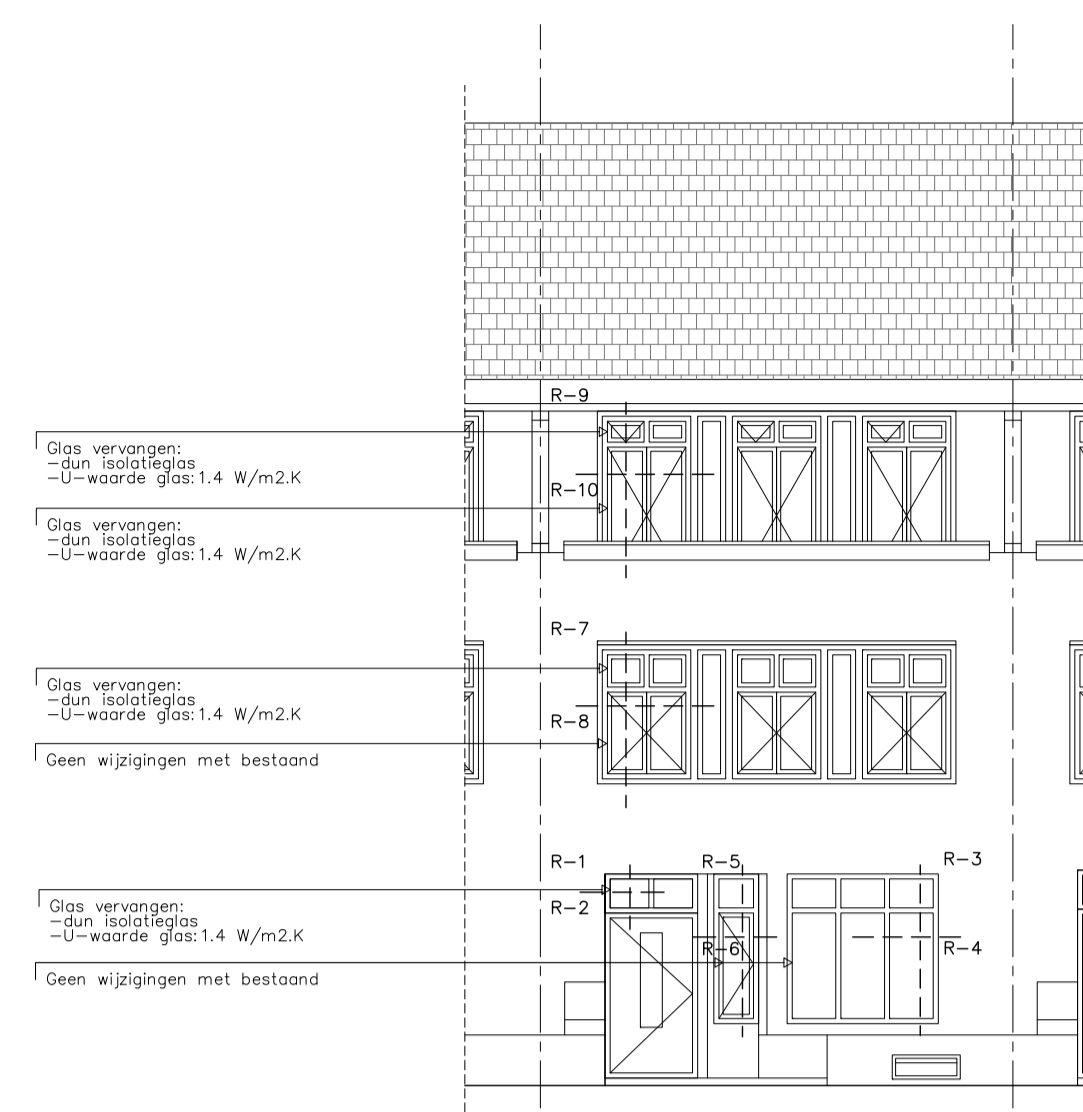 R-9
Glas vervangen:
-dun isolatieglas
-U-waarde glas:1.4 W/m2.K
R-10
Glas vervangen:
-dun isolatieglas
-U-waarde glas:1.4 W/m2.K
R-7
Glas vervangen:
-dun isolatieglas
-U-waarde glas:1.4 W/m2.K
R-8
Geen wijzigingen met bestaand
R-1 R-5 R-3
Glas vervangen:
-dun isolatieglas
-U-waarde glas:1.4 W/m2.K
R-2
R-6 R-4
Geen wijzigingen met bestaand